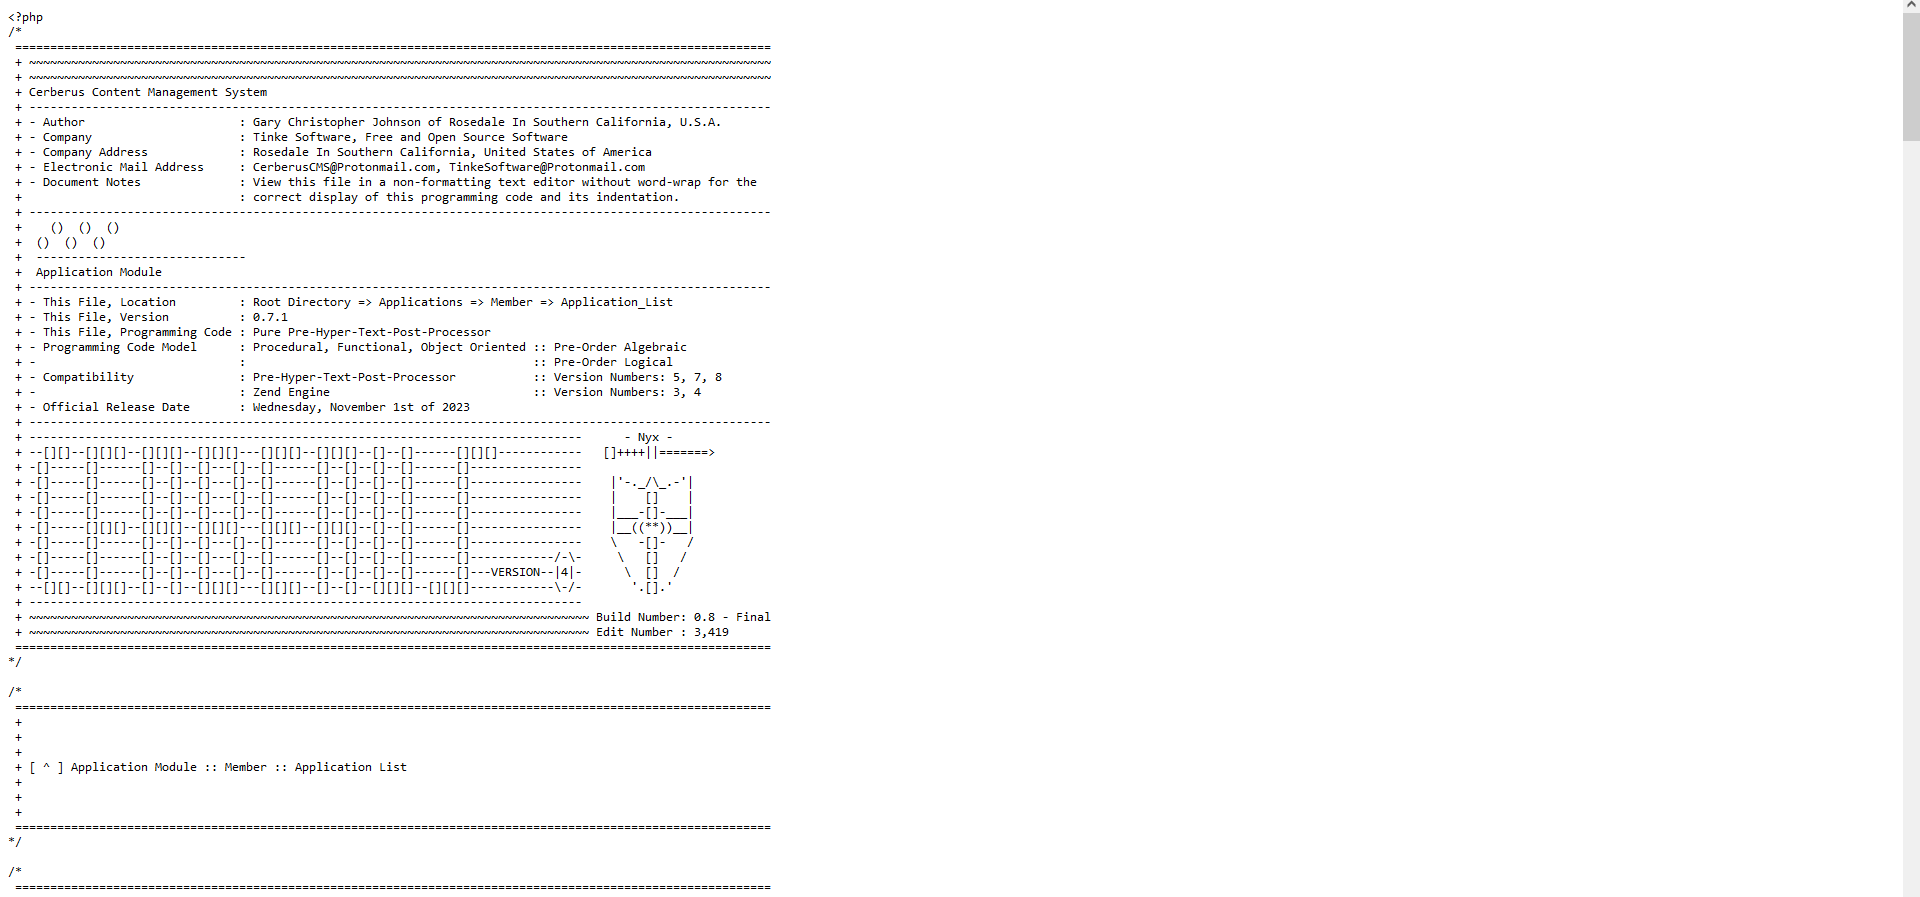 <?php
/*
============================================================================================================
+ ~~~~~~~~~~~~~~~~~~~~~~~~~~~~~~~~~~~~~~~~~~~~~~~~~~~~~~~~~~~~~~~~~~~~~~~~~~~~~~~~~~~~~~~~~~~~~~~~~~~~~~~~~~
+ ~~~~~~~~~~~~~~~~~~~~~~~~~~~~~~~~~~~~~~~~~~~~~~~~~~~~~~~~~~~~~~~~~~~~~~~~~~~~~~~~~~~~~~~~~~~~~~~~~~~~~~~~~~
+ Cerberus Content Management System
+ ----------------------------------------------------------------------------------------------------------
+ - Author                      : Gary Christopher Johnson of Rosedale In Southern California, U.S.A.
+ - Company                     : Tinke Software, Free and Open Source Software
+ - Company Address             : Rosedale In Southern California, United States of America
+ - Electronic Mail Address     : CerberusCMS@Protonmail.com, TinkeSoftware@Protonmail.com
+ - Document Notes              : View this file in a non-formatting text editor without word-wrap for the
+                               : correct display of this programming code and its indentation.
+ ----------------------------------------------------------------------------------------------------------
+    ()  ()  ()
+  ()  ()  ()
+  ------------------------------
+  Application Module
+ ----------------------------------------------------------------------------------------------------------
+ - This File, Location         : Root Directory => Applications => Member => Application_List
+ - This File, Version          : 0.7.1
+ - This File, Programming Code : Pure Pre-Hyper-Text-Post-Processor
+ - Programming Code Model      : Procedural, Functional, Object Oriented :: Pre-Order Algebraic
+ -                             :                                         :: Pre-Order Logical
+ - Compatibility               : Pre-Hyper-Text-Post-Processor           :: Version Numbers: 5, 7, 8
+ -                             : Zend Engine                             :: Version Numbers: 3, 4
+ - Official Release Date       : Wednesday, November 1st of 2023
+ ----------------------------------------------------------------------------------------------------------
+ -------------------------------------------------------------------------------      - Nyx -
+ --[][]--[][][]--[][][]--[][][]---[][][]--[][][]--[]--[]------[][][]------------   []++++||=======>
+ -[]-----[]------[]--[]--[]---[]--[]------[]--[]--[]--[]------[]----------------
+ -[]-----[]------[]--[]--[]---[]--[]------[]--[]--[]--[]------[]----------------    |'-._/\_.-'|
+ -[]-----[]------[]--[]--[]---[]--[]------[]--[]--[]--[]------[]----------------    |    []    |
+ -[]-----[]------[]--[]--[]---[]--[]------[]--[]--[]--[]------[]----------------    |___-[]-___|
+ -[]-----[][][]--[][][]--[][][]---[][][]--[][][]--[]--[]------[]----------------    |__((**))__|
+ -[]-----[]------[]--[]--[]--[]---[]------[]--[]--[]--[]------[]----------------    \   -[]-   /
+ -[]-----[]------[]--[]--[]---[]--[]------[]--[]--[]--[]------[]------------/-\-     \   []   /
+ -[]-----[]------[]--[]--[]---[]--[]------[]--[]--[]--[]------[]---VERSION--|4|-      \  []  /
+ --[][]--[][][]--[]--[]--[][][]---[][][]--[]--[]--[][][]--[][][]------------\-/-       '.[].'
+ -------------------------------------------------------------------------------
+ ~~~~~~~~~~~~~~~~~~~~~~~~~~~~~~~~~~~~~~~~~~~~~~~~~~~~~~~~~~~~~~~~~~~~~~~~~~~~~~~~ Build Number: 0.8 - Final
+ ~~~~~~~~~~~~~~~~~~~~~~~~~~~~~~~~~~~~~~~~~~~~~~~~~~~~~~~~~~~~~~~~~~~~~~~~~~~~~~~~ Edit Number : 3,419
============================================================================================================
*/
/*
============================================================================================================
+
+
+
+ [ ^ ] Application Module :: Member :: Application List
+
+
+
============================================================================================================
*/
/*
============================================================================================================